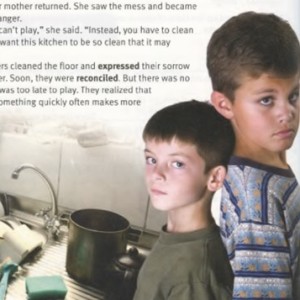 r mother returned. She saw the mess and became
anger.
can't play," she said. "Instead, you have to clean
want this kitchen to be so clean that it may
ers cleaned the floor and expressed their sorrow
er. Soon, they were reconciled. But there was no
was too late to play. They realized that
omething quickly often makes more